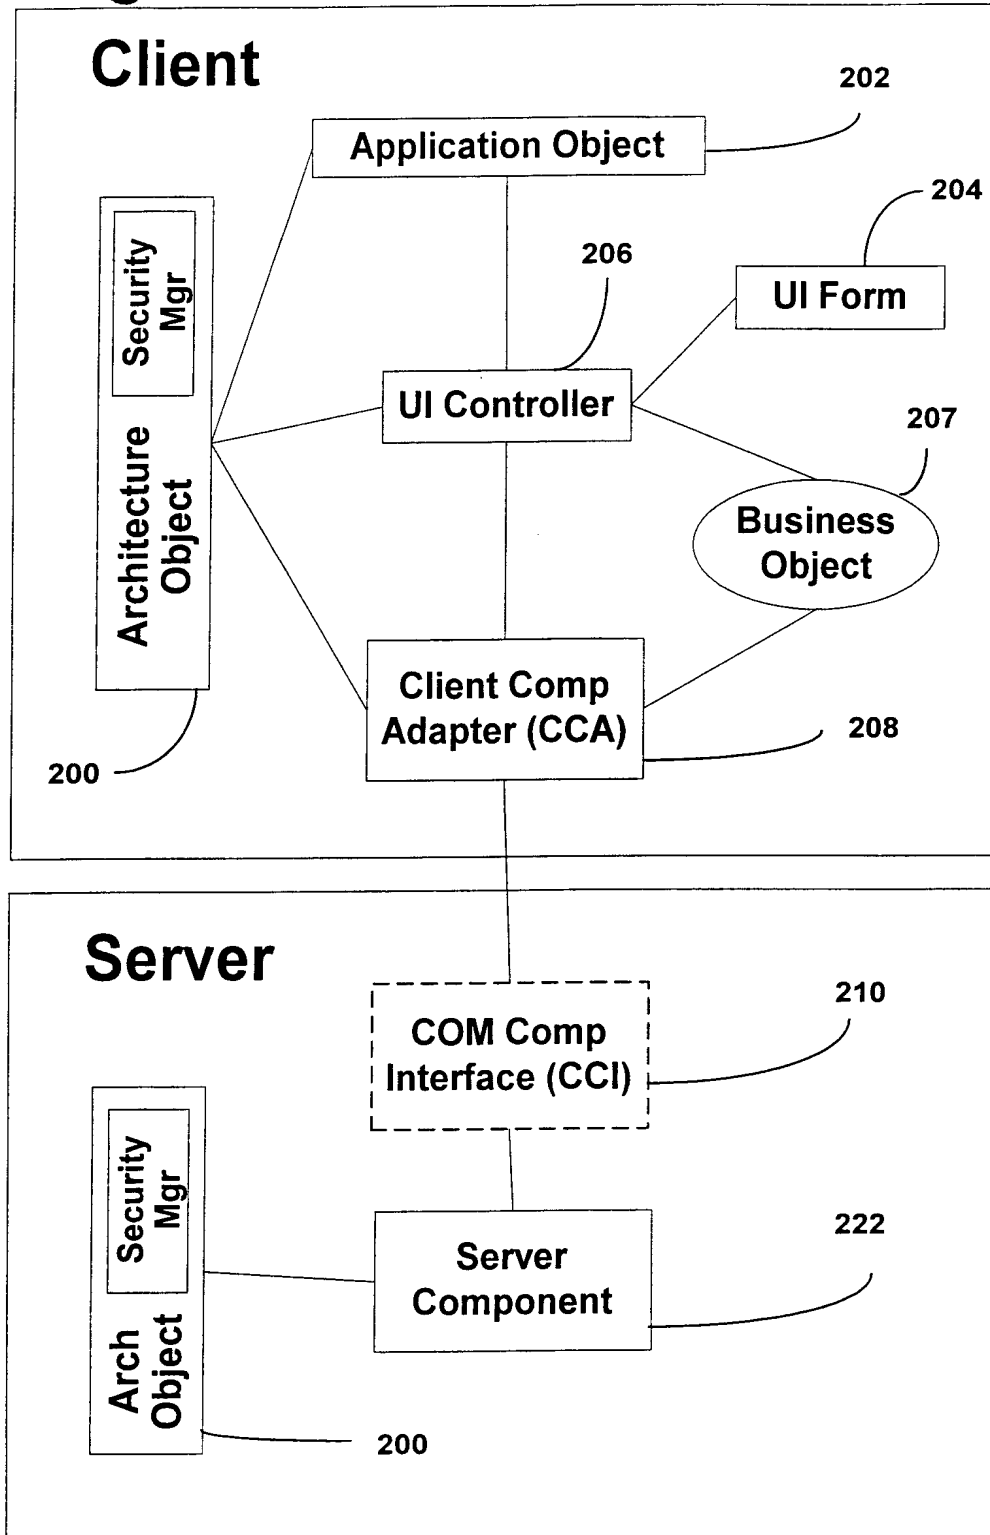 Client
202
Application Object
204
Security
Mgr
206
UI Form
UI Controller
207
Architecture
Object
Business
Object
Client Comp
Adapter (CCA)
208
200
Server
210
COM Comp
Interface (CCI)
Security
Mgr
222
Server
Component
Arch
Object
200